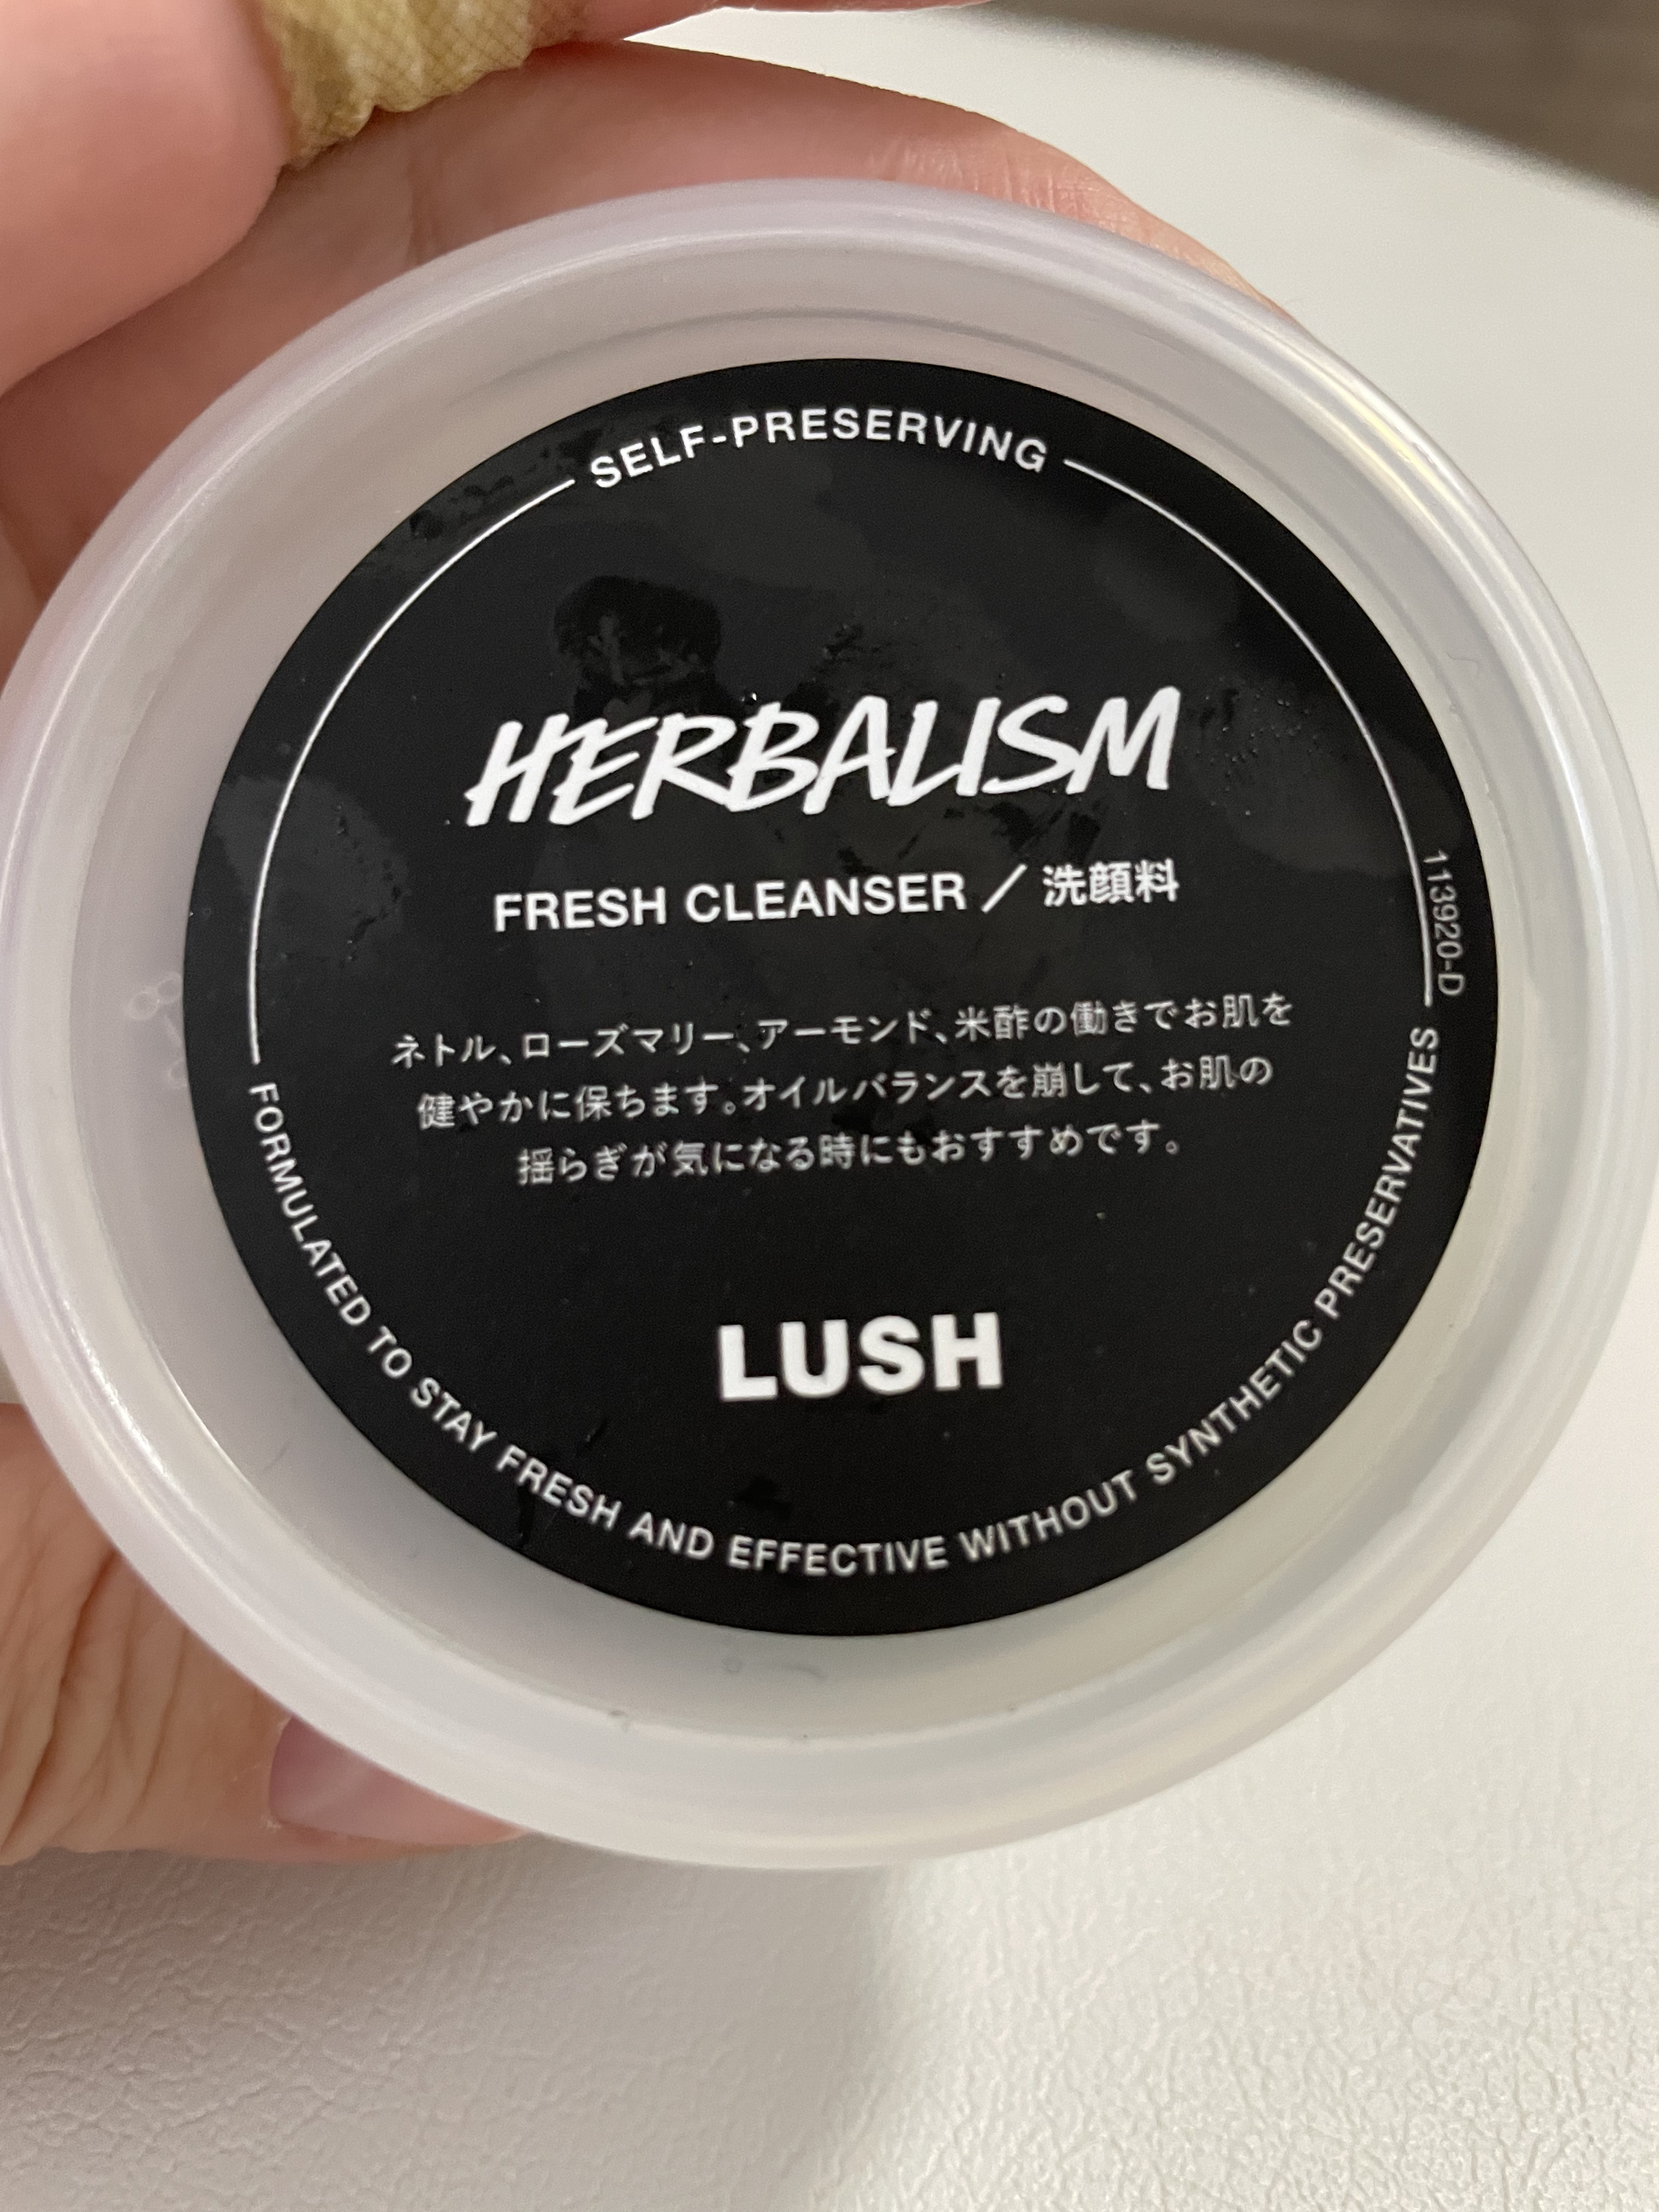 SELF-PRESERVING
HERBALISM
FRESH CLEANSER / 洗顔料
ネトル、ローズマリー、アーモンド、米酢の働きでお肌を
健やかに保ちます。オイルバランスを崩して、お肌の
揺らぎが気になる時にもおすすめです。
LUSH
FORMULATED TO STAY FRESH AND EFFECTIVE WITHOUT SYNTHETIC PRESERVATIVES
113920-D